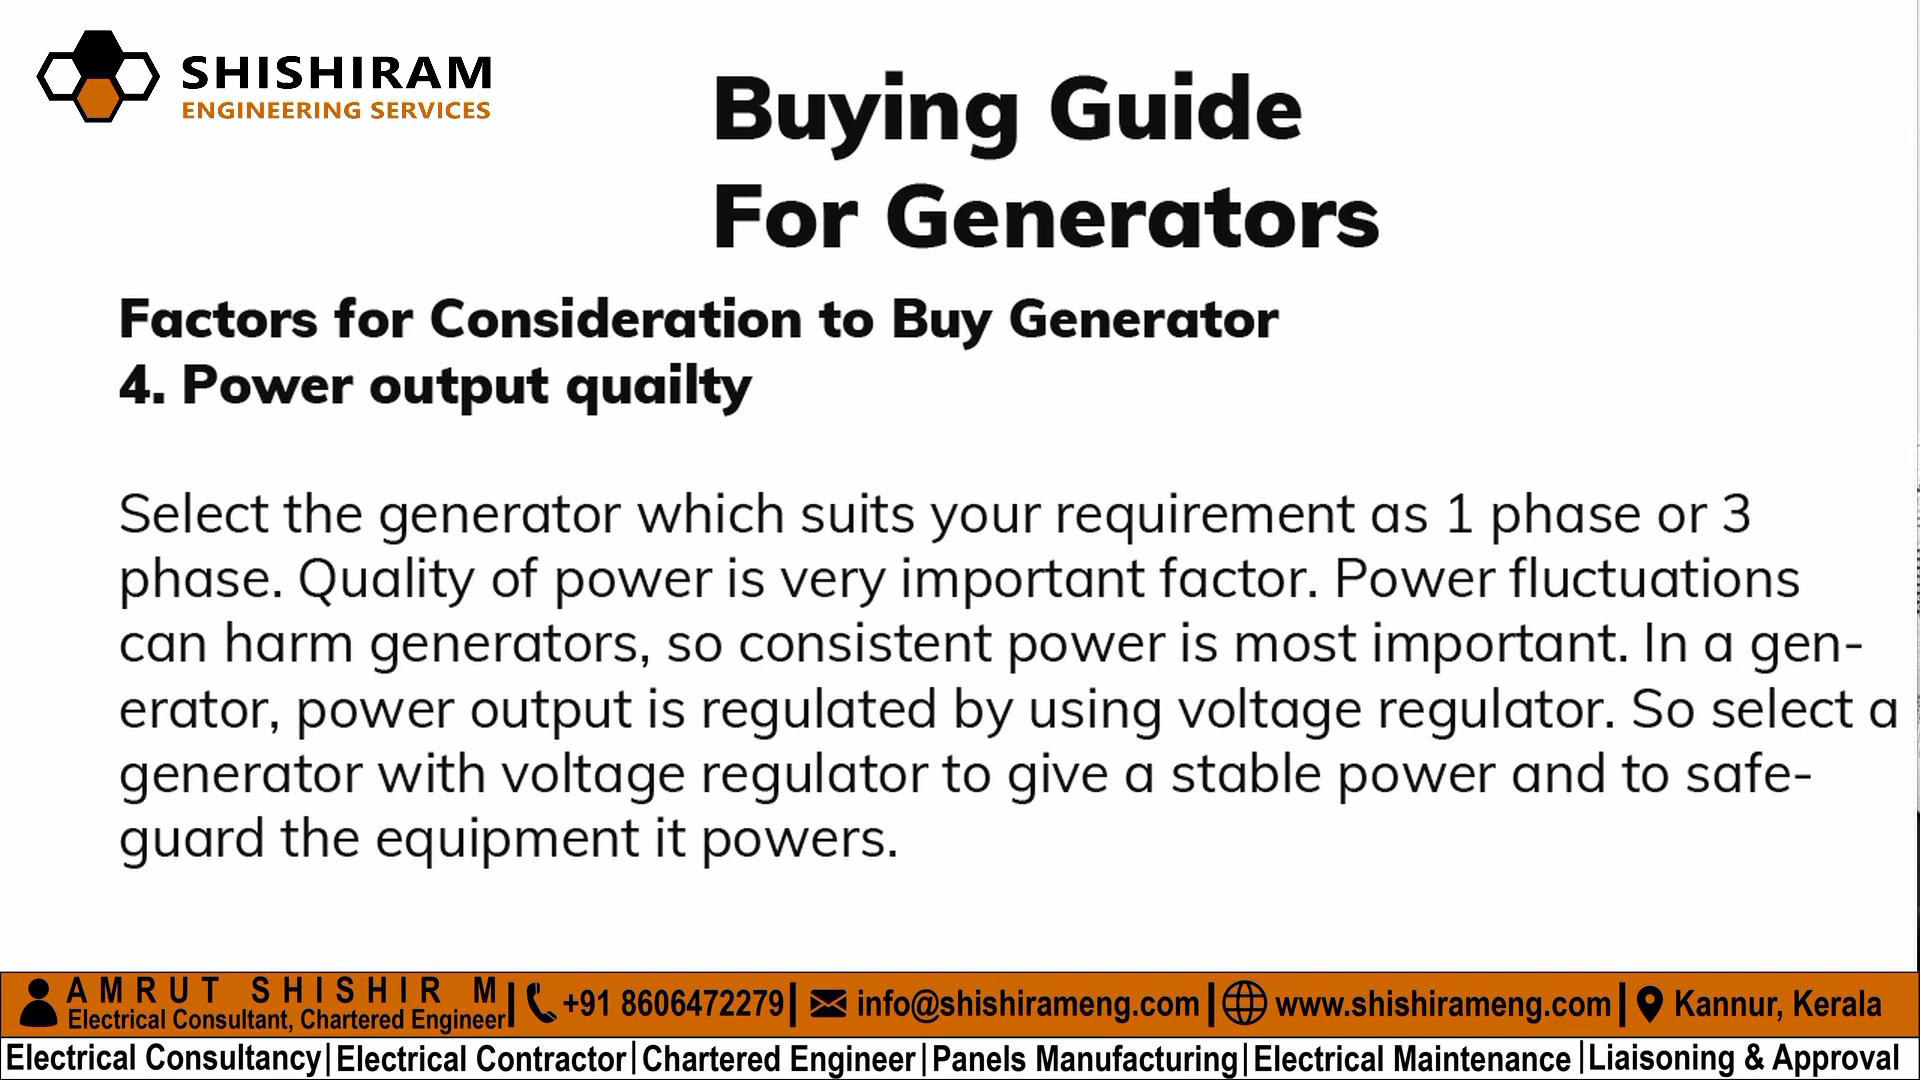 SHISHIRAM
ENGINEERING SERVICES
Buying Guide
For Generators
Factors for Consideration to Buy Generator
4. Power output quailty
Select the generator which suits your requirement as 1 phase or 3
phase. Quality of power is very important factor. Power fluctuations
can harm generators, so consistent power is most important. In a gen-
erator, power output is regulated by using voltage regulator. So select a
generator with voltage regulator to give a stable power and to safe-
guard the equipment it powers.
AMRUT SHISHIR M
Electrical Consultant, Chartered Engineer
+91 8606472279
info@shishirameng.com
www.shishirameng.com
Kannur, Kerala
Electrical Consultancy|Electrical Contractor|Chartered Engineer|Panels Manufacturing|Electrical Maintenance|Liaisoning & Approval